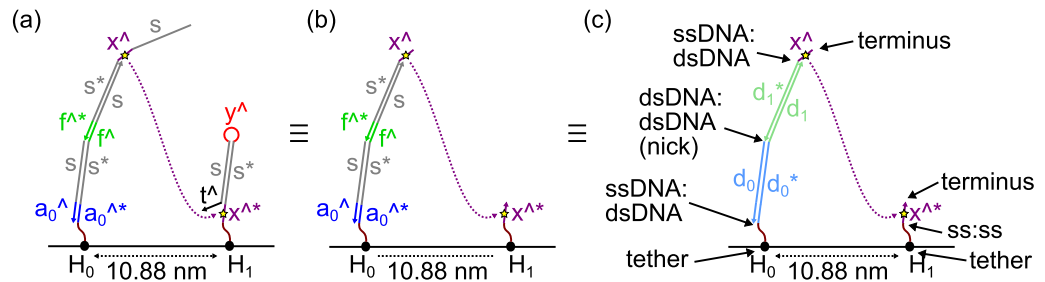 (a)
s
x^
s*
s
f^*
f^
y^
s
s*
s
s*
t^
a₀^
a₀^*
x^*
H₀
10.88 nm
H₁
≡
(b)
x^
s*
s
f^*
f^
s
s*
a₀^
a₀^*
x^*
H₀
10.88 nm
H₁
≡
(c)
x^
ssDNA:
dsDNA
terminus
d₁*
d₁
dsDNA:
dsDNA
(nick)
d₀
d₀*
ssDNA:
dsDNA
terminus
x^*
ss:ss
tether
H₀
10.88 nm
H₁
tether